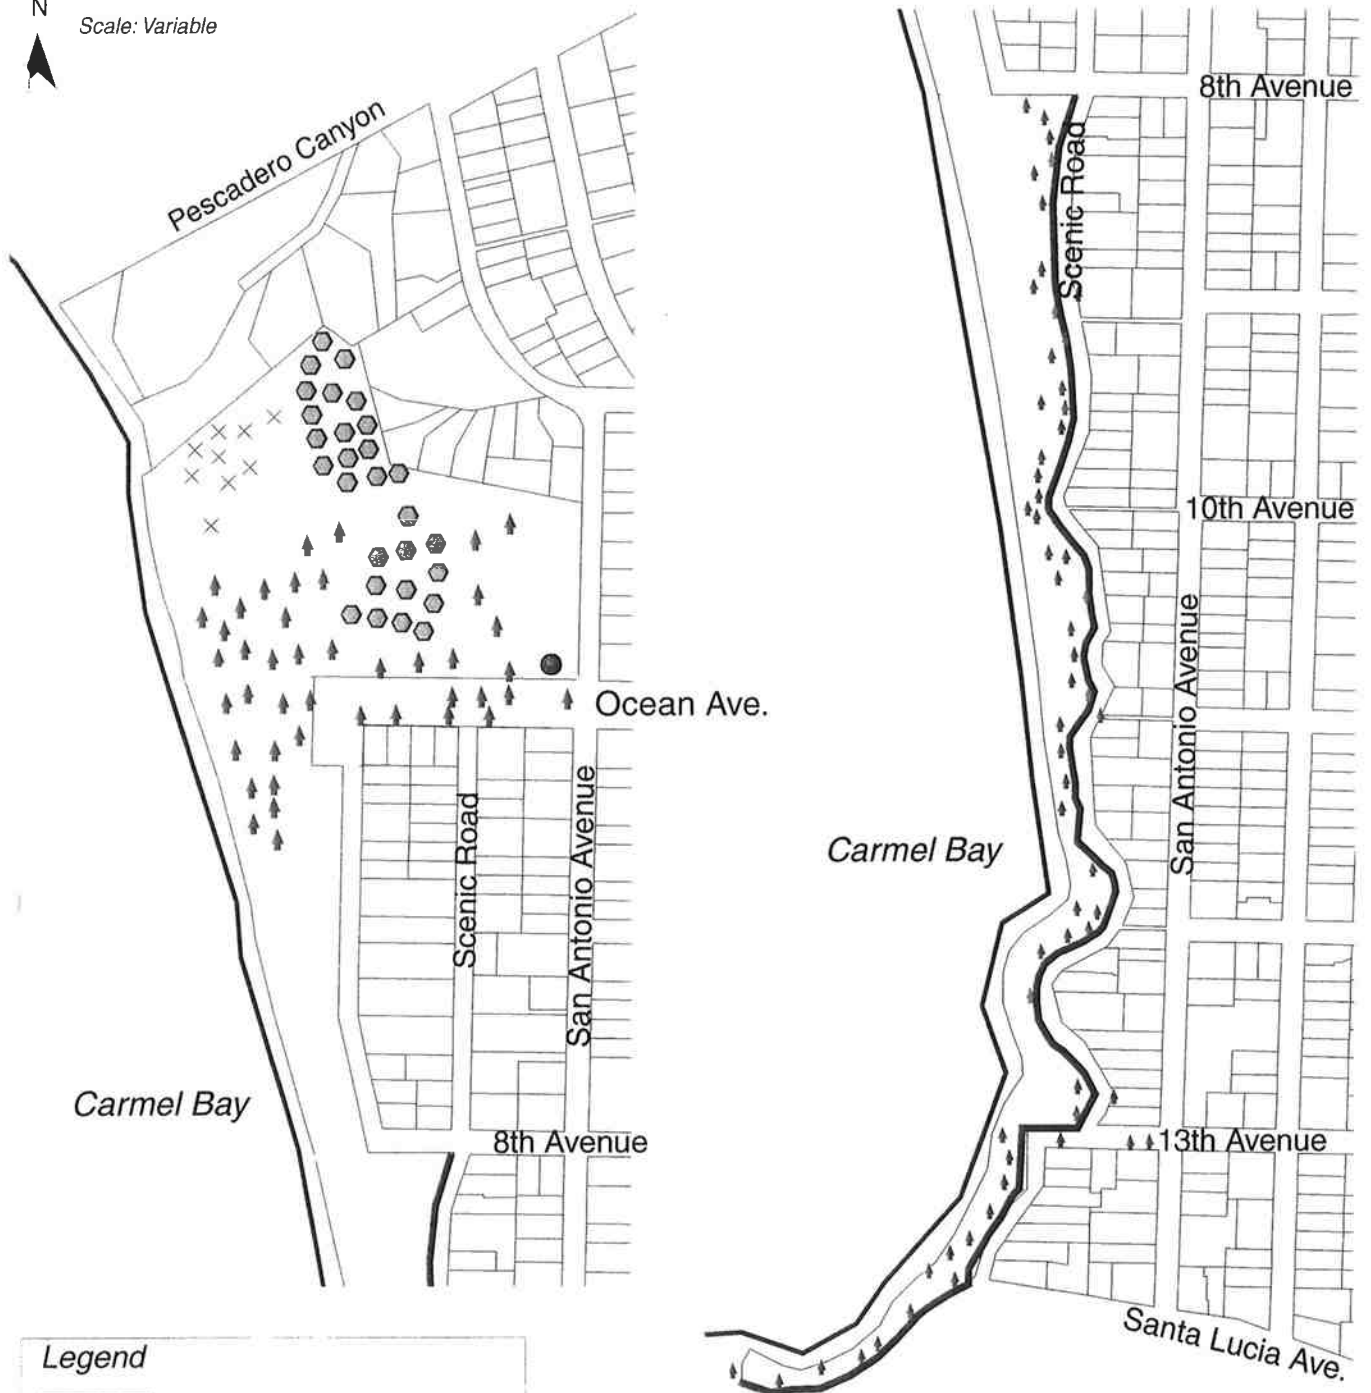 N
Scale: Variable
Pescadero Canyon
Ocean Ave.
Scenic Road
San Antonio Avenue
Carmel Bay
8th Avenue
Legend
8th Avenue
Scenic Road
10th Avenue
San Antonio Avenue
Carmel Bay
13th Avenue
Santa Lucia Ave.